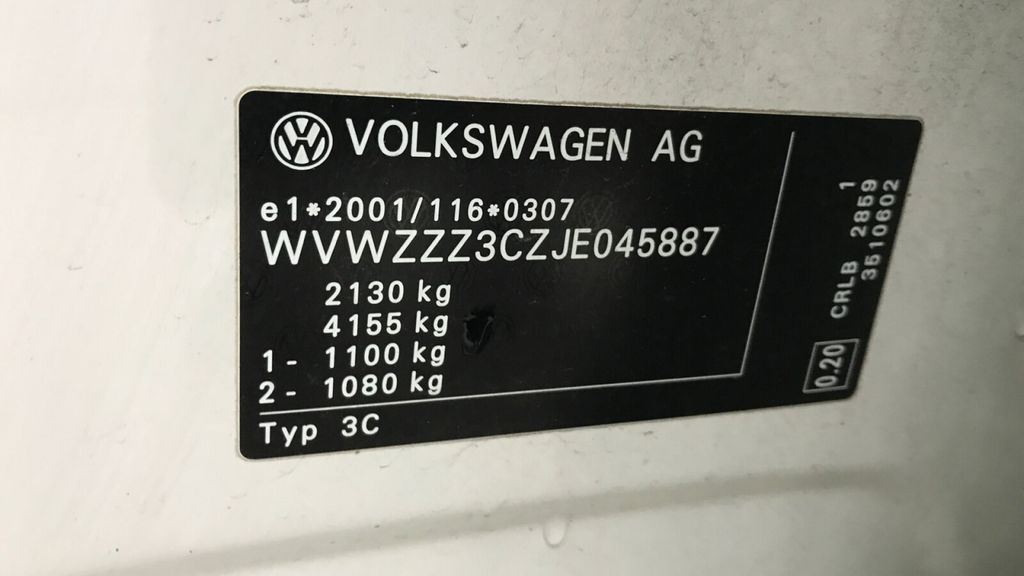 VOLKSWAGEN AG
e1*2001/116*0307
WVWZZZ3CZJE045887
2130 kg
4155 kg
1 - 1100 kg
2 - 1080 kg
Typ 3C
1
CRLB 2859
3510602
0.20